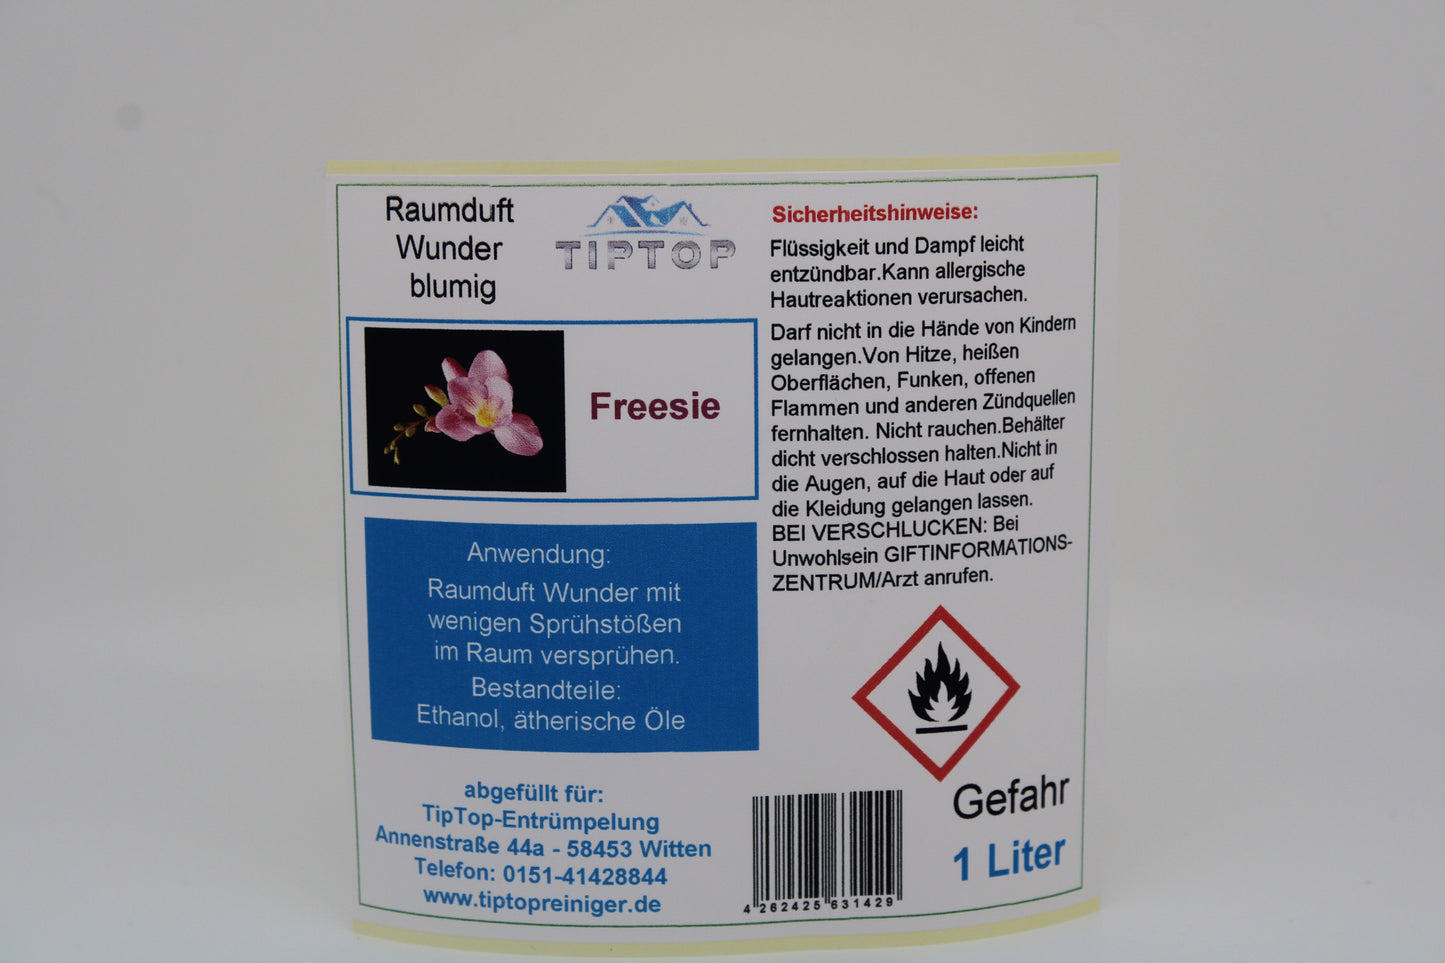 Raumduft
Wunder
blumig
TIPTOP
Freesie
Anwendung:
Raumduft Wunder mit
wenigen Sprühstößen
im Raum versprühen.
Bestandteile:
Ethanol, ätherische Öle
abgefüllt für:
TipTop-Entrümpelung
Annenstraße 44a - 58453 Witten
Telefon: 0151-41428844
www.tiptopreiniger.de
Sicherheitshinweise:
Flüssigkeit und Dampf leicht
entzündbar.Kann allergische
Hautreaktionen verursachen.
Darf nicht in die Hände von Kindern
gelangen.Von Hitze, heißen
Oberflächen, Funken, offenen
Flammen und anderen Zündquellen
fernhalten. Nicht rauchen.Behälter
dicht verschlossen halten.Nicht in
die Augen, auf die Haut oder auf
die Kleidung gelangen lassen.
BEI VERSCHLUCKEN: Bei
Unwohlsein GIFTINFORMATIONS-
ZENTRUM/Arzt anrufen.
Gefahr
1 Liter
4 262425 631429